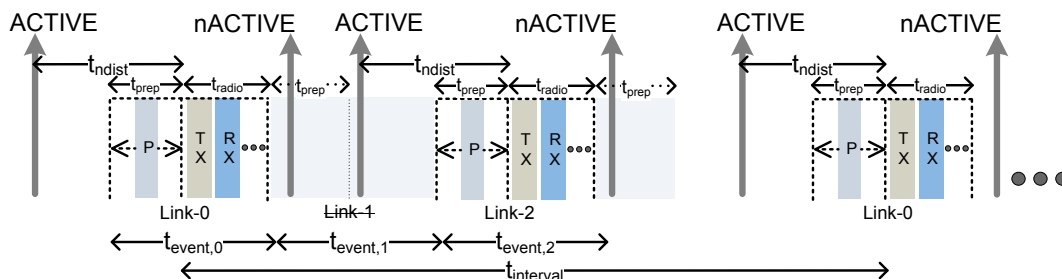 ACTIVE nACTIVE ACTIVE nACTIVE ACTIVE nACTIVE
tndist tndist tndist
tprep tradio tprep tprep tradio tprep tprep tradio
P TX RX P TX RX P TX RX
Link-0 Link-1 Link-2 Link-0
tevent,0 tevent,1 tevent,2
tinterval